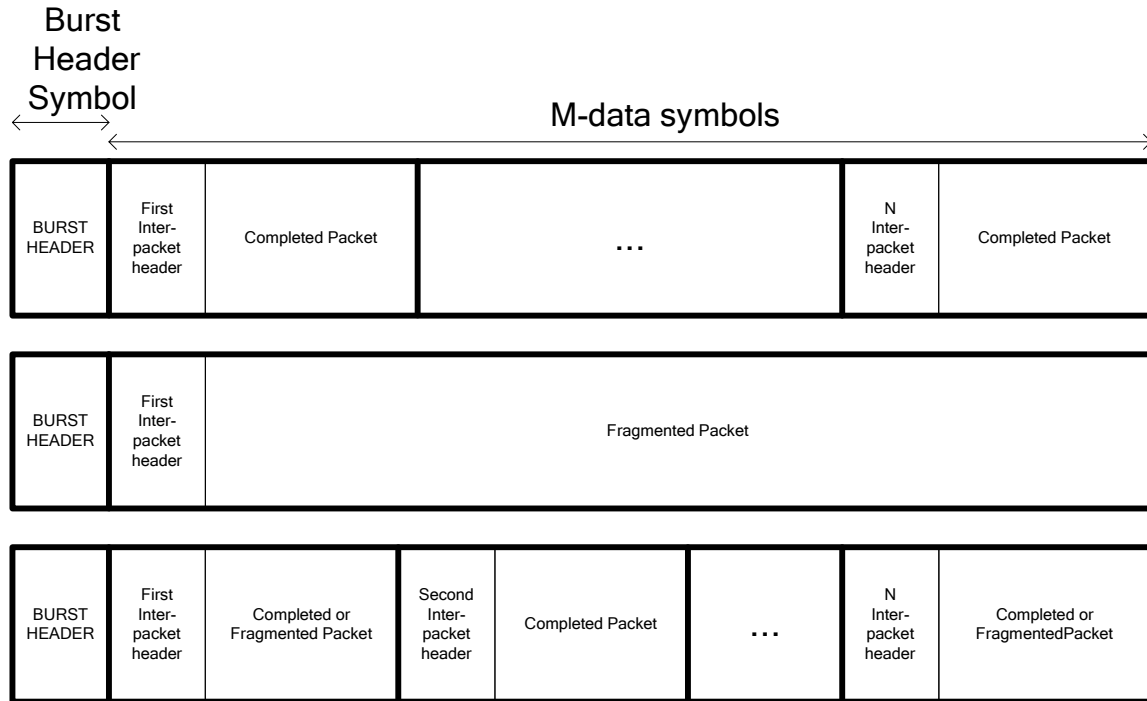 Burst
Header
Symbol
M-data symbols
BURST
HEADER
First
Inter-
packet
header
Completed Packet
...
N
Inter-
packet
header
Completed Packet
BURST
HEADER
First
Inter-
packet
header
Fragmented Packet
BURST
HEADER
First
Inter-
packet
header
Completed or
Fragmented Packet
Second
Inter-
packet
header
Completed Packet
...
N
Inter-
packet
header
Completed or
FragmentedPacket